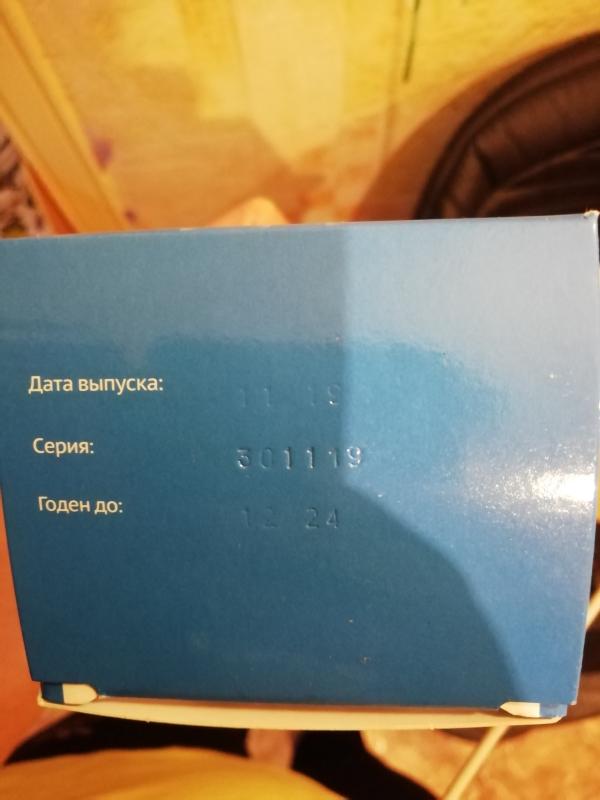 Дата выпуска: 11 19
Серия: 301119
Годен до: 12 24